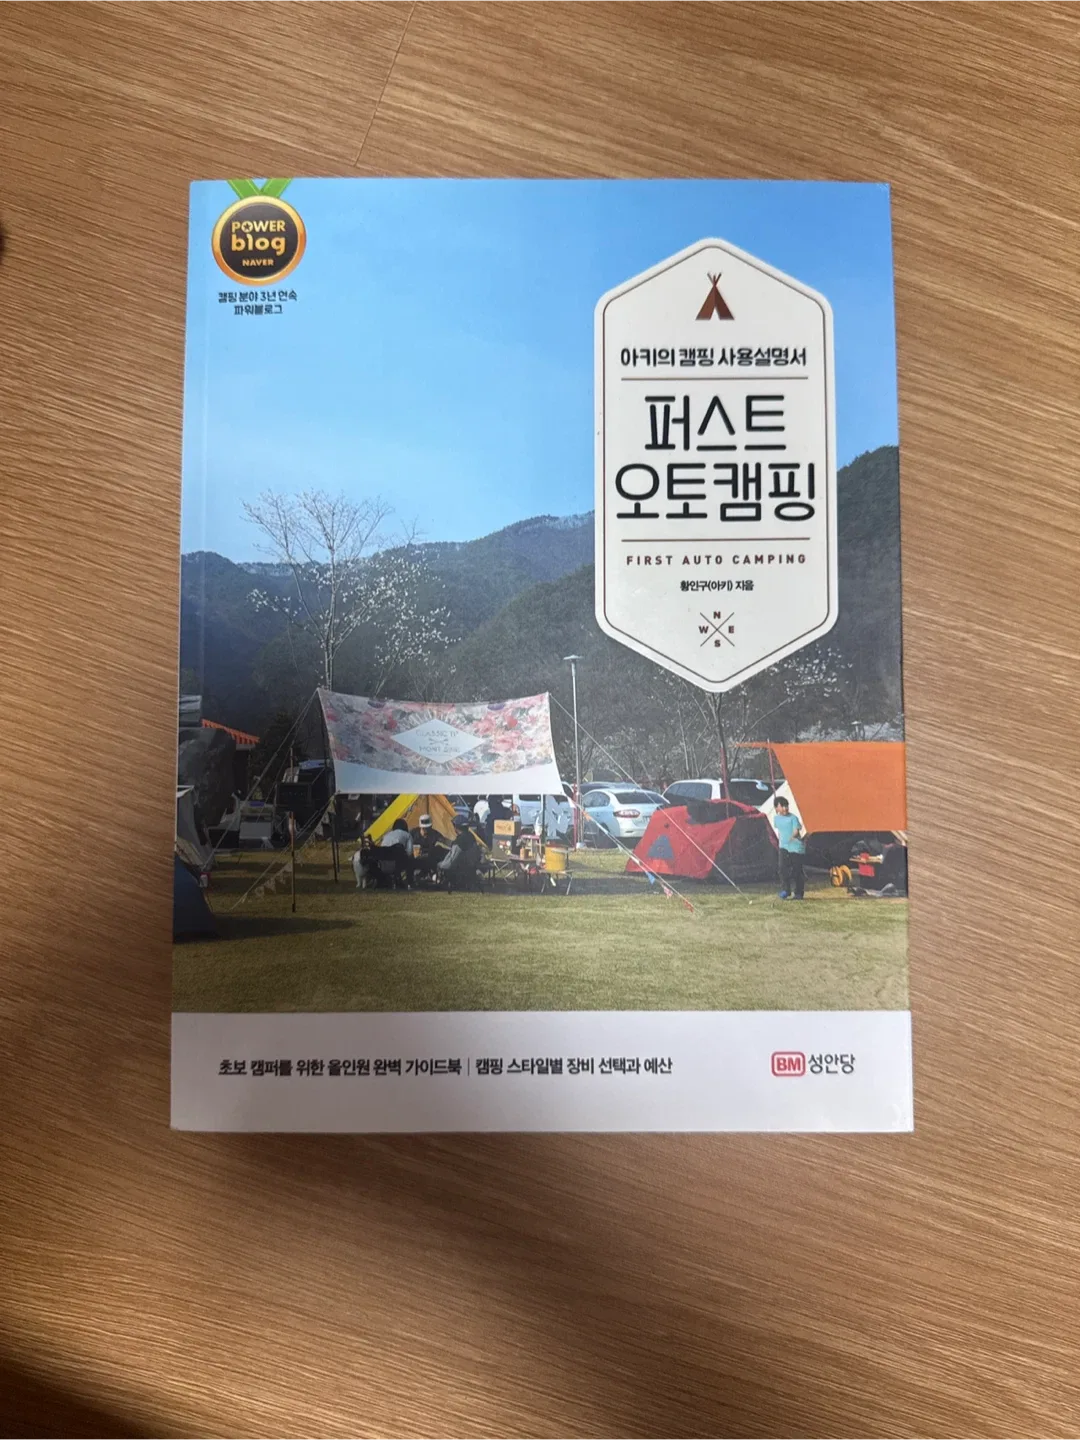 POWER
blog
NAVER
캠핑 분야 3년 연속
파워블로그
아키의 캠핑 사용설명서
퍼스트
오토캠핑
FIRST AUTO CAMPING
황인구(아키) 지음
N
W E
S
CLASSIC
초보 캠퍼를 위한 올인원 완벽 가이드북 | 캠핑 스타일별 장비 선택과 예산
BM 성안당